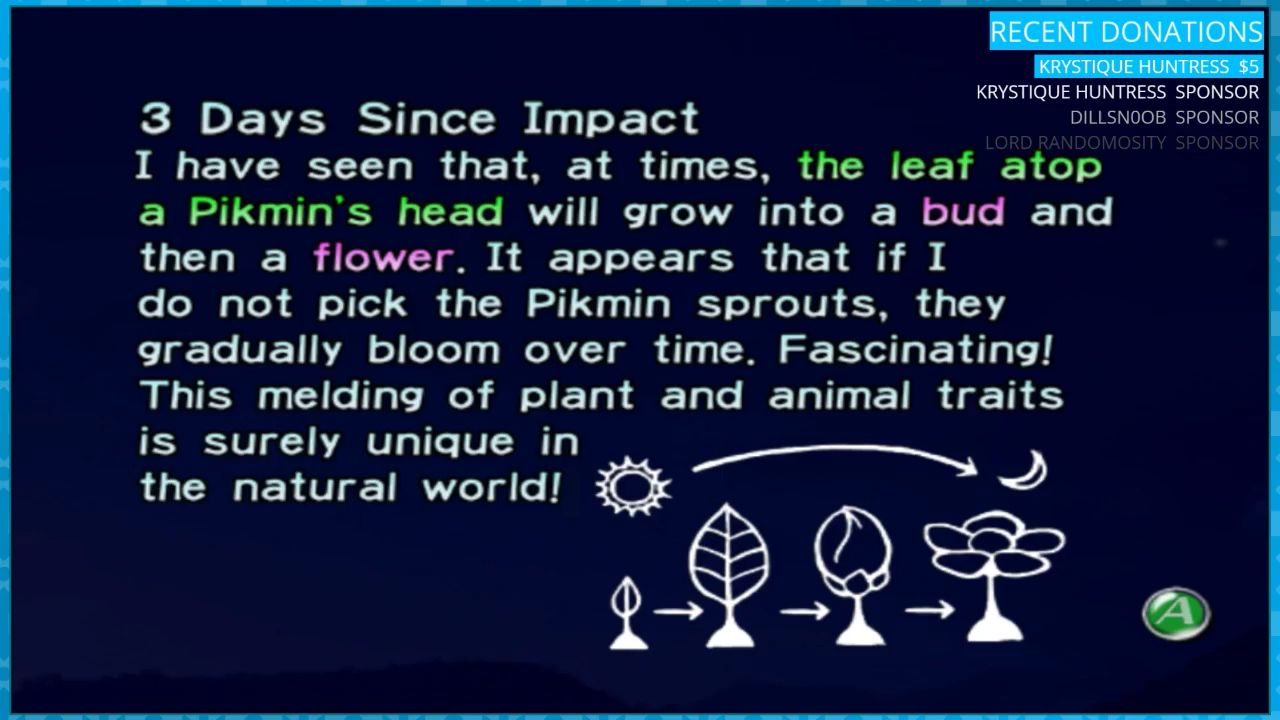 RECENT DONATIONS
KRYSTIQUE HUNTRESS $5
KRYSTIQUE HUNTRESS SPONSOR
DILLSN0OB SPONSOR
LORD RANDOMOSITY SPONSOR
3 Days Since Impact
I have seen that, at times, the leaf atop
a Pikmin's head will grow into a bud and
then a flower. It appears that if I
do not pick the Pikmin sprouts, they
gradually bloom over time. Fascinating!
This melding of plant and animal traits
is surely unique in
the natural world!
A